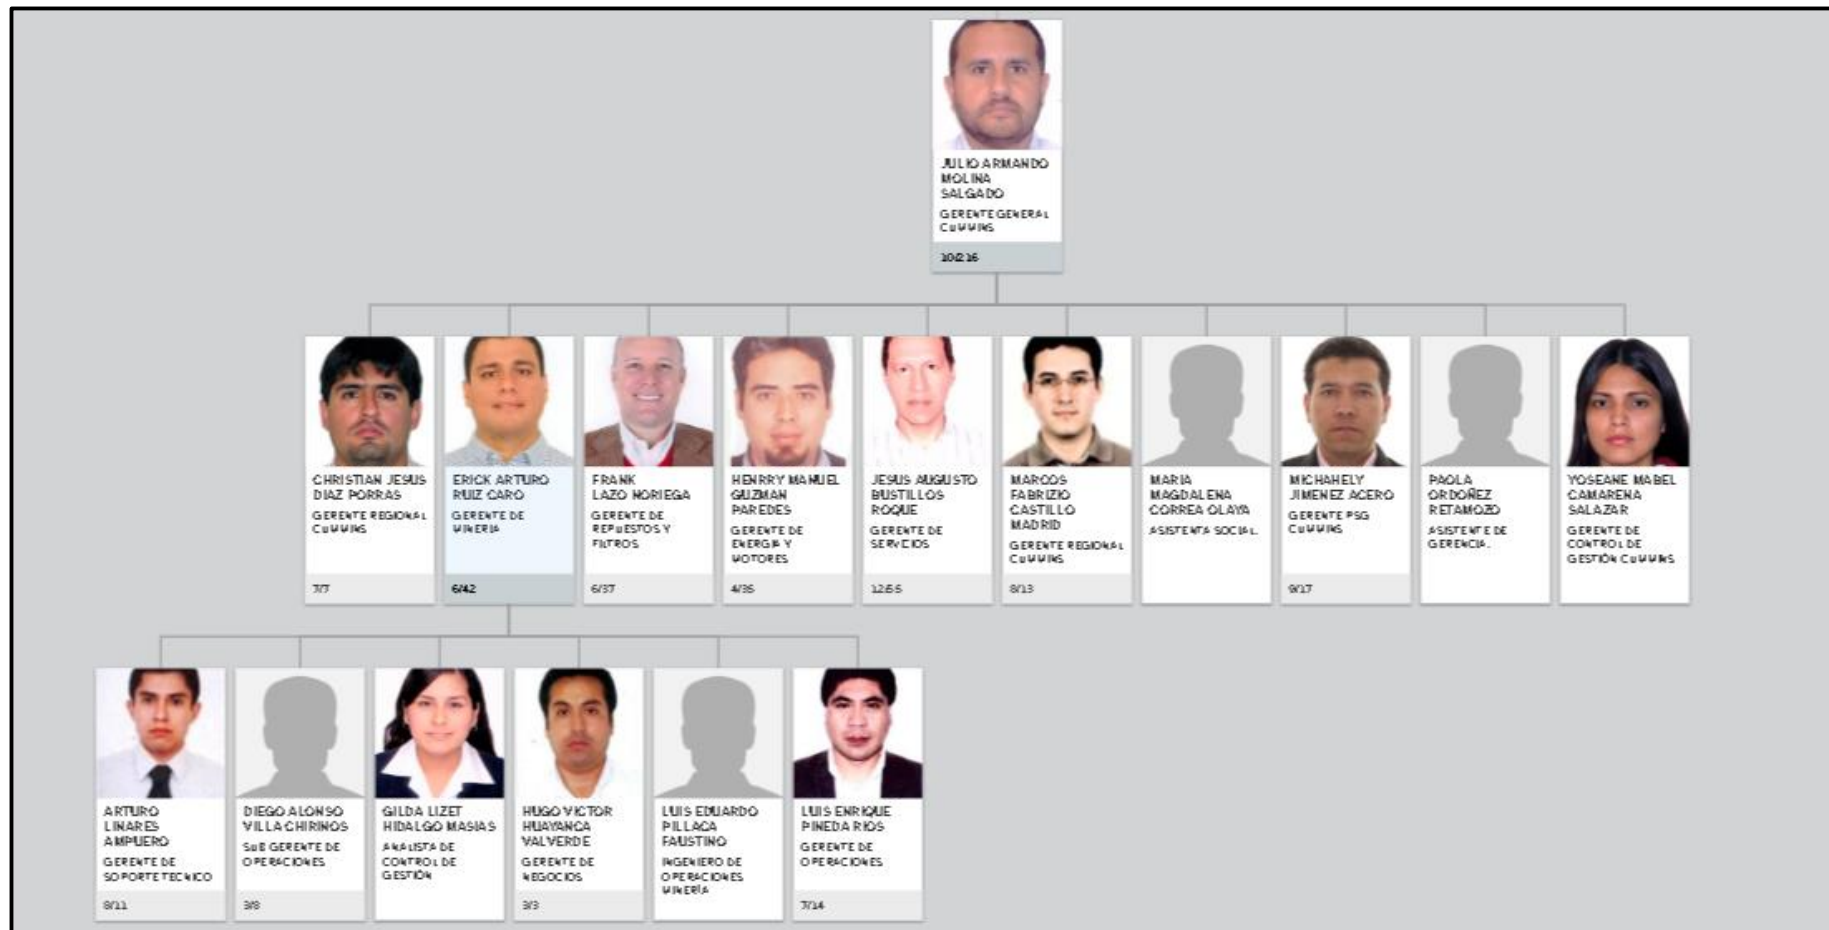 JULIO ARMANDO
MOLINA
SALGADO
GERENTE GENERAL
CUMMINS
10/216
CHRISTIAN JESUS
DIAZ PORRAS
GERENTE REGIONAL
CUMMINS
7/7
ERICK ARTURO
RUIZ CARO
GERENTE DE
MINERIA
6/42
FRANK
LAZO NORIEGA
GERENTE DE
REPUESTOS Y
FILTROS
6/37
HENRRY MANUEL
GUZMAN
PAREDES
GERENTE DE
ENERGIA Y
MOTORES
4/35
JESUS AUGUSTO
BUSTILLOS
ROQUE
GERENTE DE
SERVICIOS
12/55
MARCOS
FABRIZIO
CASTILLO
MADRID
GERENTE REGIONAL
CUMMINS
8/13
MARIA
MAGDALENA
CORREA OLAYA
ASISTENTA SOCIAL.
MICHAHELY
JIMENEZ ACERO
GERENTE PSG
CUMMINS
9/17
PAOLA
ORDOÑEZ
RETAMOZO
ASISTENTE DE
GERENCIA.
YOSEANE MABEL
CAMARENA
SALAZAR
GERENTE DE
CONTROL DE
GESTIÓN CUMMINS
ARTURO
LINARES
AMPUERO
GERENTE DE
SOPORTE TECNICO
8/11
DIEGO ALONSO
VILLA CHIRINOS
SUB GERENTE DE
OPERACIONES
3/8
GILDA LIZET
HIDALGO MASIAS
ANALISTA DE
CONTROL DE
GESTIÓN
HUGO VICTOR
HUAYANCA
VALVERDE
GERENTE DE
NEGOCIOS
3/3
LUIS EDUARDO
PILLACA
FAUSTINO
INGENIERO DE
OPERACIONES
MINERÍA
LUIS ENRIQUE
PINEDA RIOS
GERENTE DE
OPERACIONES
7/14